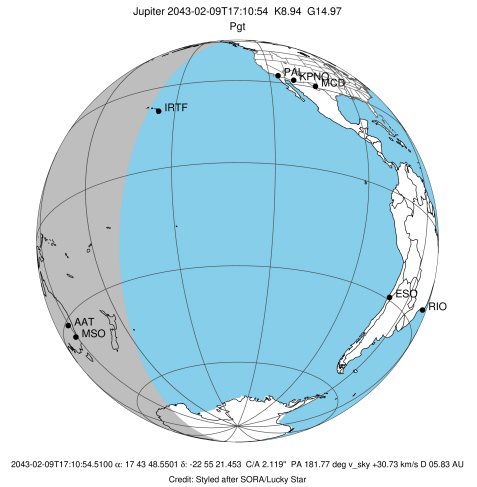 Jupiter 2043-02-09T17:10:54 K8.94 G14.97
Pgt
PAL
KPNO
MCD
IRTF
ESO
RIO
AAT
MSO
2043-02-09T17:10:54.5100 α: 17 43 48.5501 δ: -22 55 21.453 C/A 2.119" PA 181.77 deg v_sky +30.73 km/s D 05.83 AU
Credit: Styled after SORA/Lucky Star